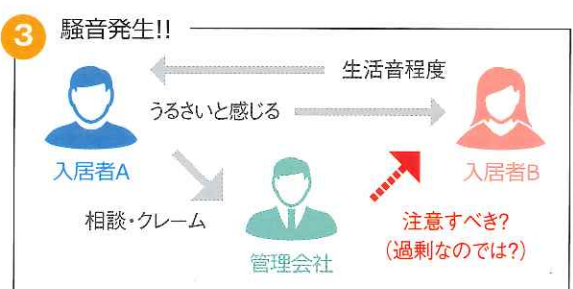 3 騒音発生!!
生活音程度
うるさいと感じる
入居者A
入居者B
相談・クレーム
注意すべき?
(過剰なのでは?)
管理会社